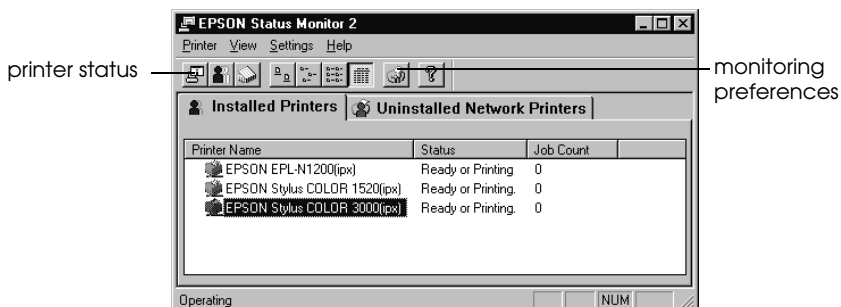 EPSON Status Monitor 2
Printer View Settings Help
printer status
monitoring
preferences
Installed Printers Uninstalled Network Printers
Printer Name Status Job Count
EPSON EPL-N1200(ipx) Ready or Printing 0
EPSON Stylus COLOR 1520(ipx) Ready or Printing. 0
EPSON Stylus COLOR 3000(ipx) Ready or Printing. 0
Operating NUM